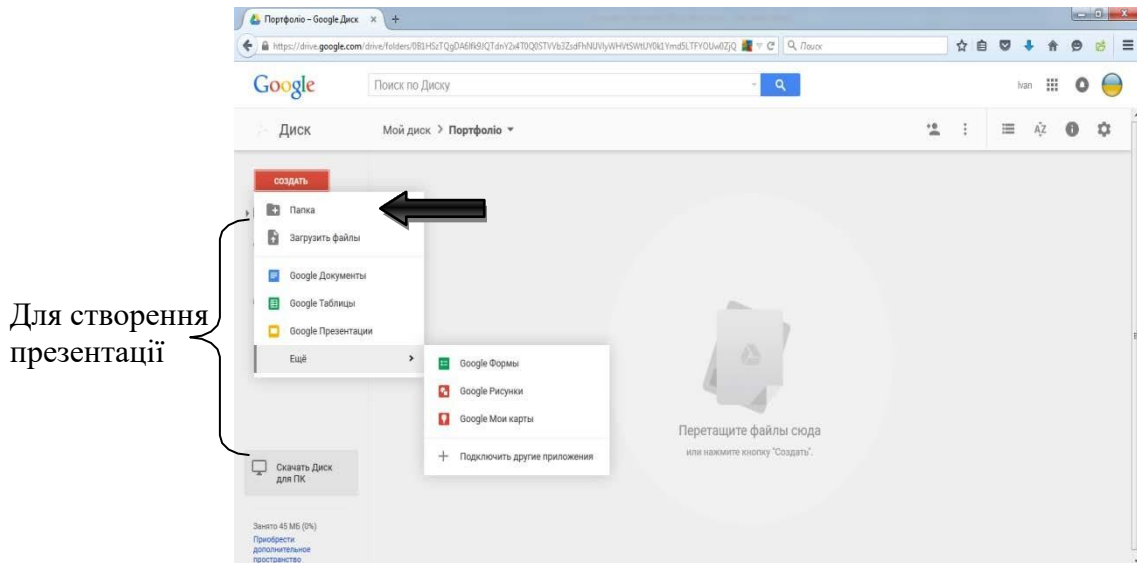 Портфоліо – Google Диск
Поиск
Google
Поиск по Диску
Ivan
Диск
Мой диск > Портфоліо
AZ
СОЗДАТЬ
Папка
Загрузить файлы
Google Документы
Google Таблицы
Google Презентации
Ещё
Google Формы
Google Рисунки
Google Мои карты
Подключить другие приложения
Для створення
презентації
Перетащите файлы сюда
или нажмите кнопку "Создать".
Скачать Диск
для ПК
Занято 45 МБ (0%)
Приобрести
дополнительное
пространство